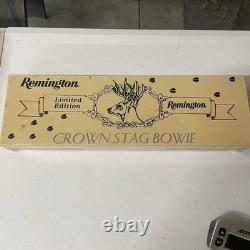 Remington.
Limited
Edition
Remington.
CROWN STAG BOWIE